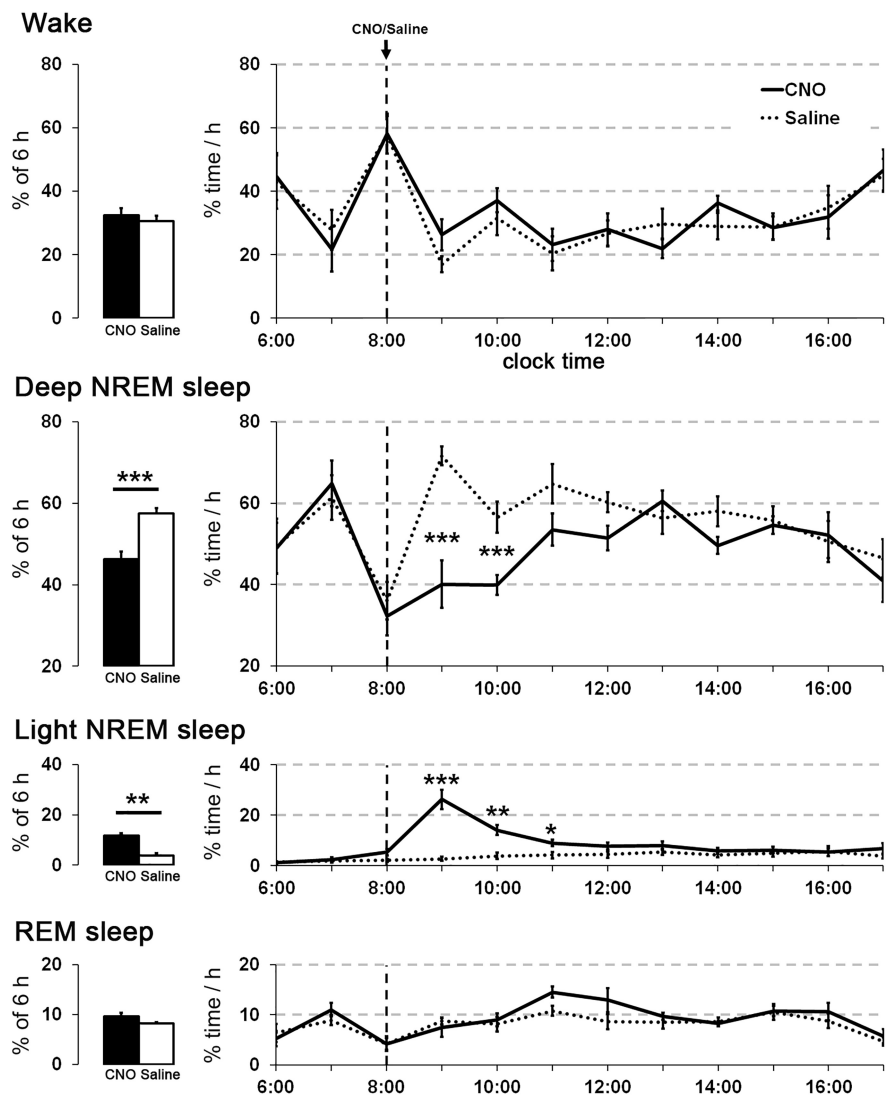 Wake
CNO/Saline
% of 6 h
80
60
40
20
0
CNO Saline
% time / h
80
60
40
20
0
CNO
Saline
6:00 8:00 10:00 12:00 14:00 16:00
clock time
Deep NREM sleep
% of 6 h
80
60
40
20
***
CNO Saline
% time / h
80
60
40
20
***
***
6:00 8:00 10:00 12:00 14:00 16:00
Light NREM sleep
% of 6 h
40
20
0
**
CNO Saline
% time / h
40
20
0
***
**
*
6:00 8:00 10:00 12:00 14:00 16:00
REM sleep
% of 6 h
20
10
0
CNO Saline
% time / h
20
10
0
6:00 8:00 10:00 12:00 14:00 16:00